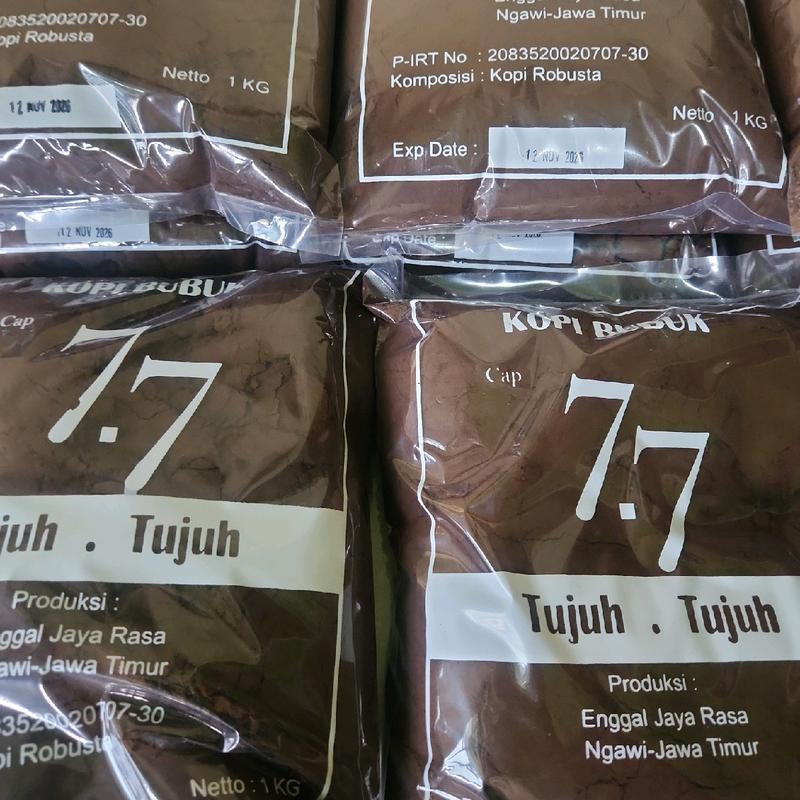 2083520020707-30
Kopi Robusta
Netto 1 KG
12 NOV 2026
Ngawi-Jawa Timur
P-IRT No : 2083520020707-30
Komposisi : Kopi Robusta
Netto 1 KG
Exp Date : 12 NOV 2026
12 NOV 2026
Exp Date :
KOPI BUBUK
Cap
7.7
Tujuh . Tujuh
Produksi :
Enggal Jaya Rasa
Ngawi-Jawa Timur
2083520020707-30
Kopi Robusta
Netto : 1 KG
KOPI BUBUK
Cap
7.7
Tujuh . Tujuh
Produksi :
Enggal Jaya Rasa
Ngawi-Jawa Timur